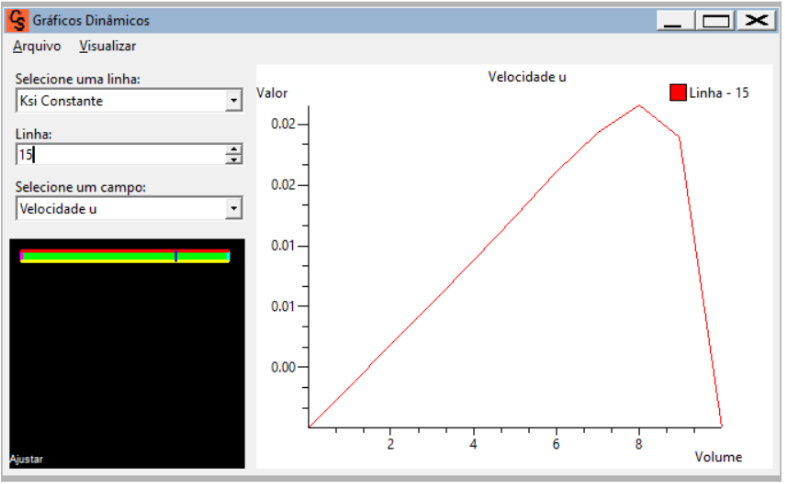 CS Gráficos Dinâmicos
Arquivo Visualizar
Selecione uma linha:
Ksi Constante
Linha:
15
Selecione um campo:
Velocidade u
Ajustar
Velocidade u
Valor
Linha - 15
0.02
0.02
0.01
0.01
0.00
2 4 6 8
Volume